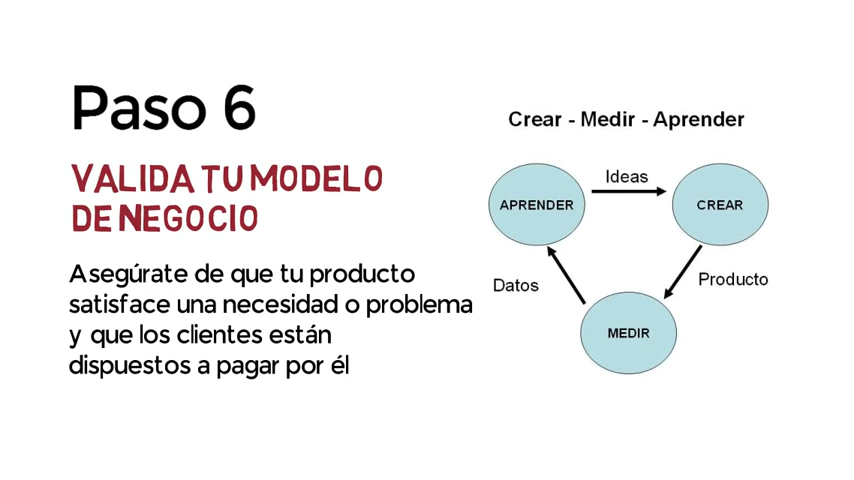 Paso 6
VALIDA TU MODELO
DE NEGOCIO
Asegúrate de que tu producto
satisface una necesidad o problema
y que los clientes están
dispuestos a pagar por él
Crear - Medir - Aprender
Ideas
APRENDER
CREAR
Datos
Producto
MEDIR